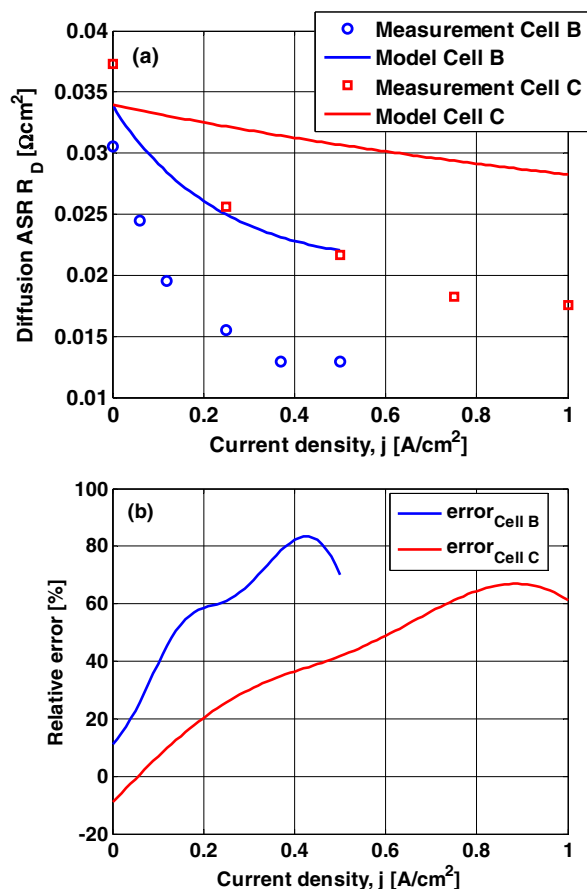 0.04
0.035
0.03
0.025
0.02
0.015
0.01
Diffusion ASR R_D [Ωcm²]
(a)
Measurement Cell B
Model Cell B
Measurement Cell C
Model Cell C
0 0.2 0.4 0.6 0.8 1
Current density, j [A/cm²]
100
80
60
40
20
0
-20
Relative error [%]
(b)
error_Cell B
error_Cell C
0 0.2 0.4 0.6 0.8 1
Current density, j [A/cm²]